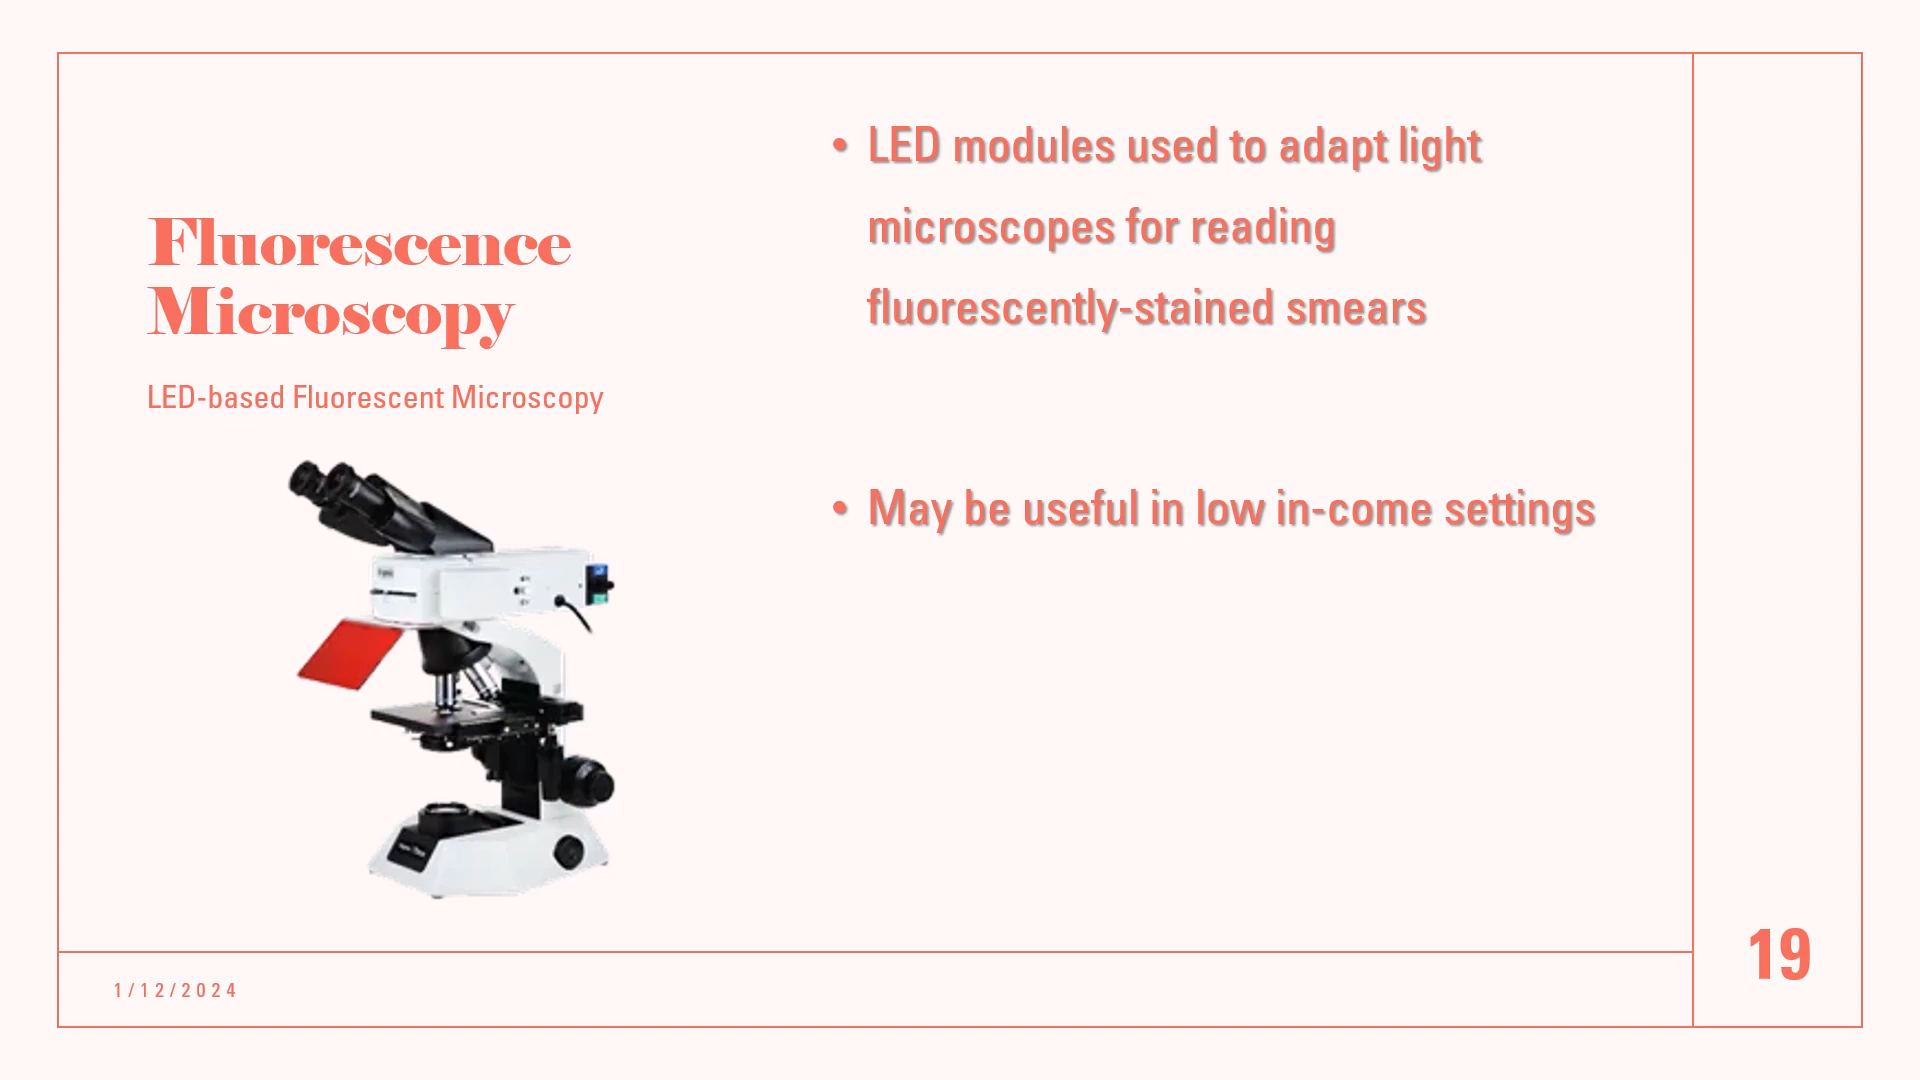 Fluorescence
Microscopy
LED-based Fluorescent Microscopy
• LED modules used to adapt light
microscopes for reading
fluorescently-stained smears
• May be useful in low in-come settings
1/12/2024
19